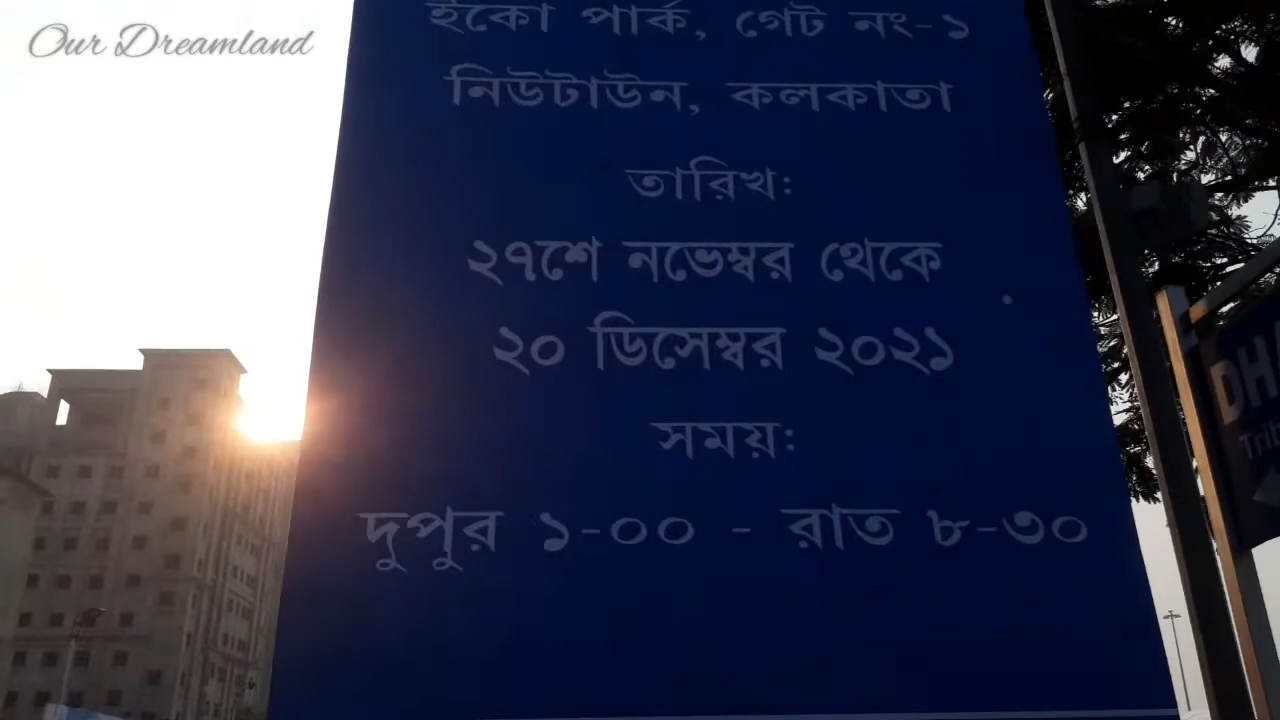 Our Dreamland
ইকো পার্ক, গেট নং-১
নিউটাউন, কলকাতা
তারিখঃ
২৭শে নভেম্বর থেকে
২০ ডিসেম্বর ২০২১
সময়ঃ
দুপুর ১-০০ - রাত ৮-৩০